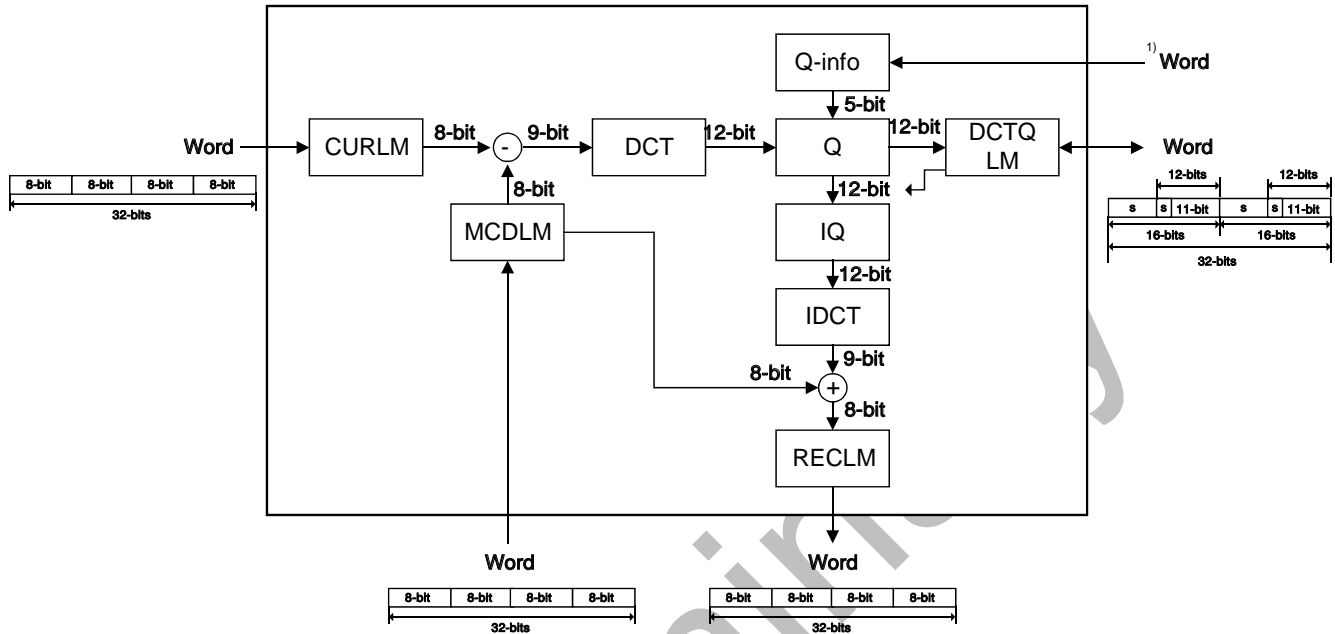 Q-info
1) Word
5-bit
Word
CURLM
8-bit
-
9-bit
DCT
12-bit
Q
12-bit
DCTQ
LM
Word
8-bit 8-bit 8-bit 8-bit
32-bits
8-bit
12-bit
12-bits 12-bits
s s 11-bit s s 11-bit
16-bits 16-bits
32-bits
MCDLM
IQ
12-bit
IDCT
9-bit
8-bit
+
8-bit
RECLM
Word
Word
8-bit 8-bit 8-bit 8-bit
32-bits
8-bit 8-bit 8-bit 8-bit
32-bits